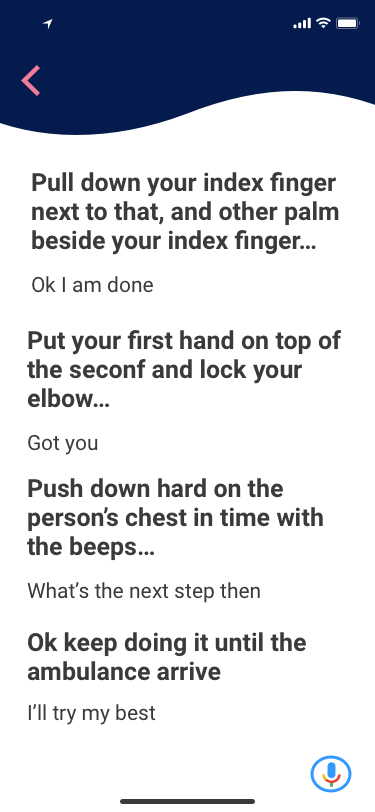 Pull down your index finger
next to that, and other palm
beside your index finger...
Ok I am done
Put your first hand on top of
the seconf and lock your
elbow...
Got you
Push down hard on the
person’s chest in time with
the beeps...
What’s the next step then
Ok keep doing it until the
ambulance arrive
I’ll try my best